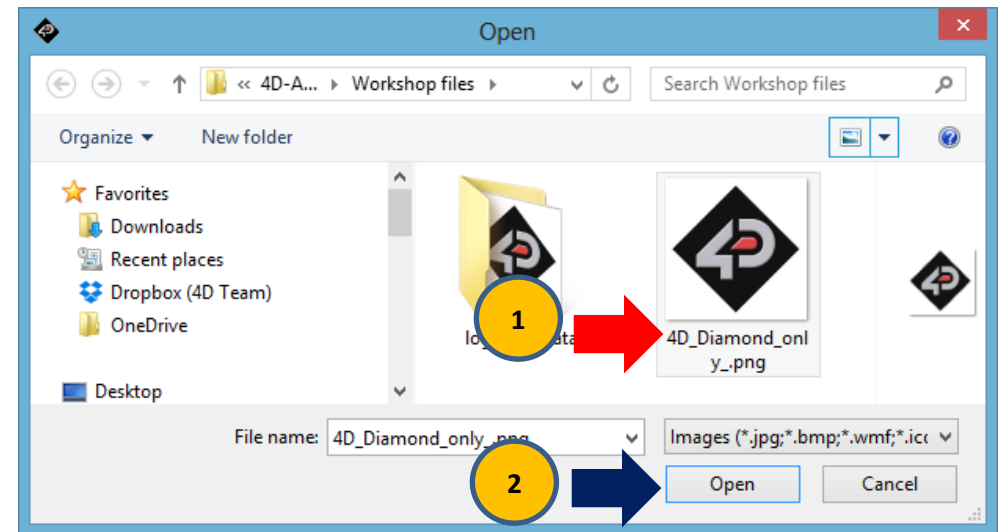 Open
« 4D-A... Workshop files
Search Workshop files
Organize
New folder
Favorites
Downloads
Recent places
Dropbox (4D Team)
OneDrive
Desktop
1
4D_Diamond_onl
y_.png
File name:
4D_Diamond_only_.png
Images (*.jpg;*.bmp;*.wmf;*.ic
2
Open
Cancel